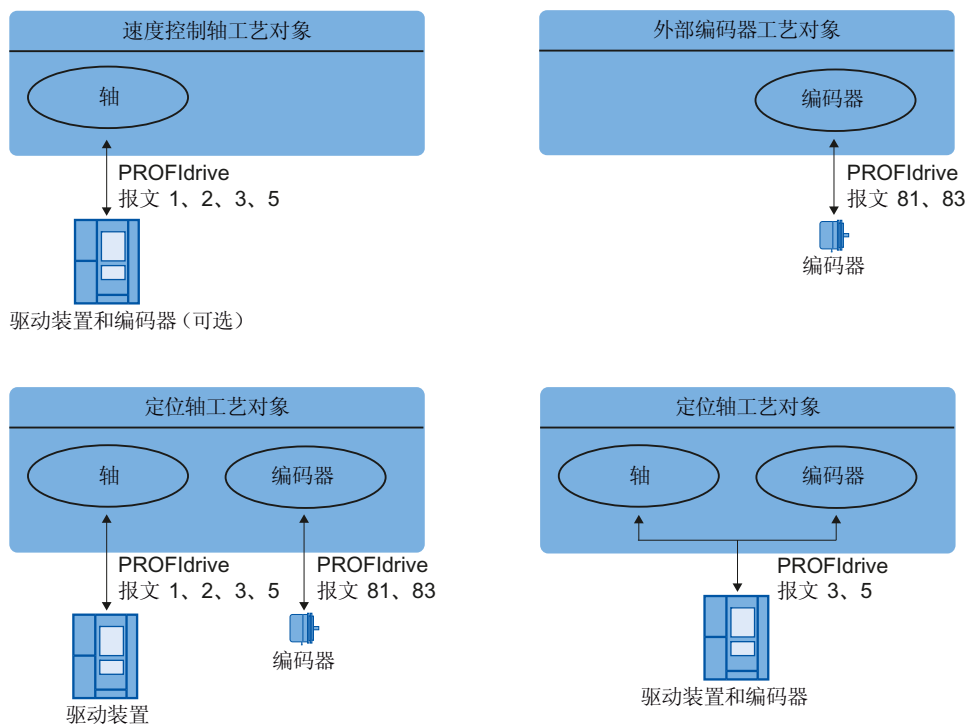 速度控制轴工艺对象
轴
PROFIdrive
报文 1、2、3、5
驱动装置和编码器（可选）
外部编码器工艺对象
编码器
PROFIdrive
报文 81、83
编码器
定位轴工艺对象
轴
编码器
PROFIdrive
报文 1、2、3、5
PROFIdrive
报文 81、83
编码器
驱动装置
定位轴工艺对象
轴
编码器
PROFIdrive
报文 3、5
驱动装置和编码器